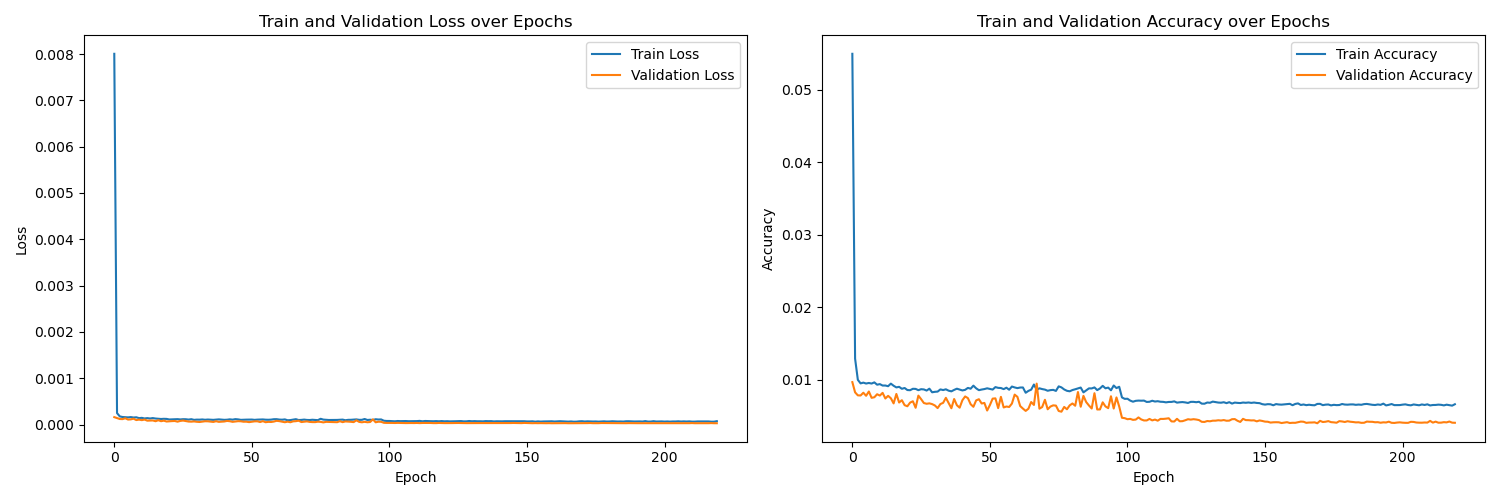 Train and Validation Loss over Epochs
Train Loss
Validation Loss
0.008
0.007
0.006
0.005
0.004
0.003
0.002
0.001
0.000
Loss
0 50 100 150 200
Epoch
Train and Validation Accuracy over Epochs
Train Accuracy
Validation Accuracy
0.05
0.04
0.03
0.02
0.01
Accuracy
0 50 100 150 200
Epoch